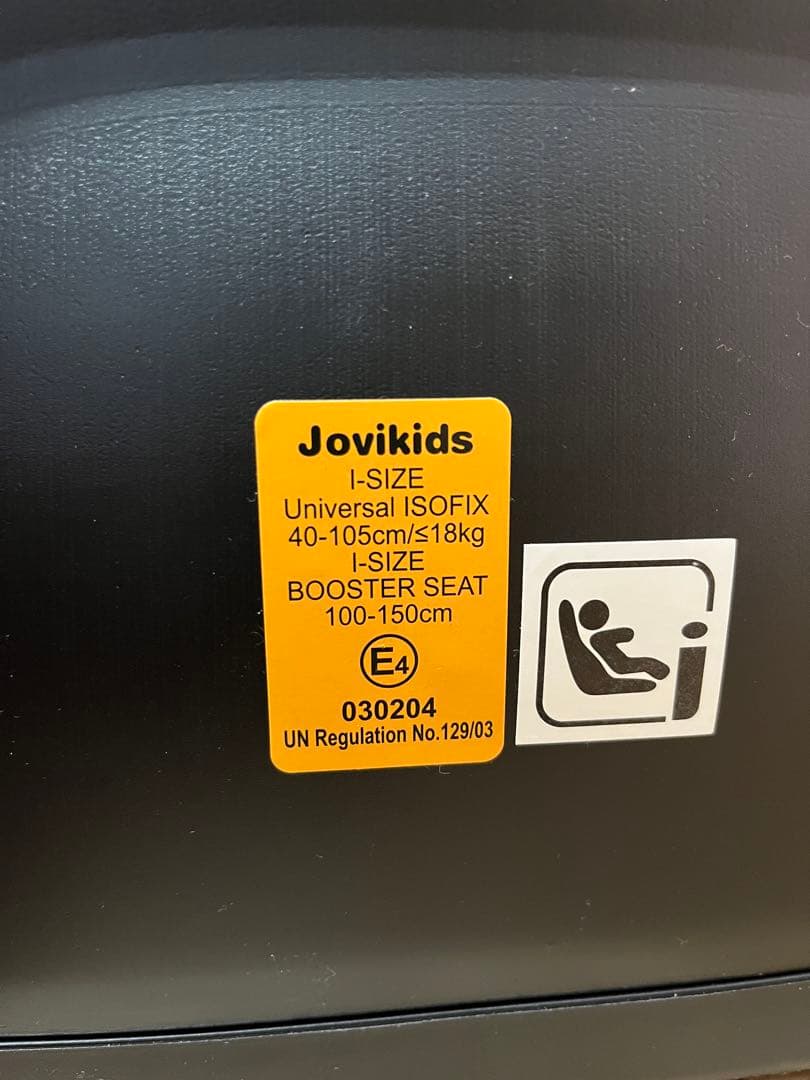 Jovikids
I-SIZE
Universal ISOFIX
40-105cm/≤18kg
I-SIZE
BOOSTER SEAT
100-150cm
E4
030204
UN Regulation No.129/03
i